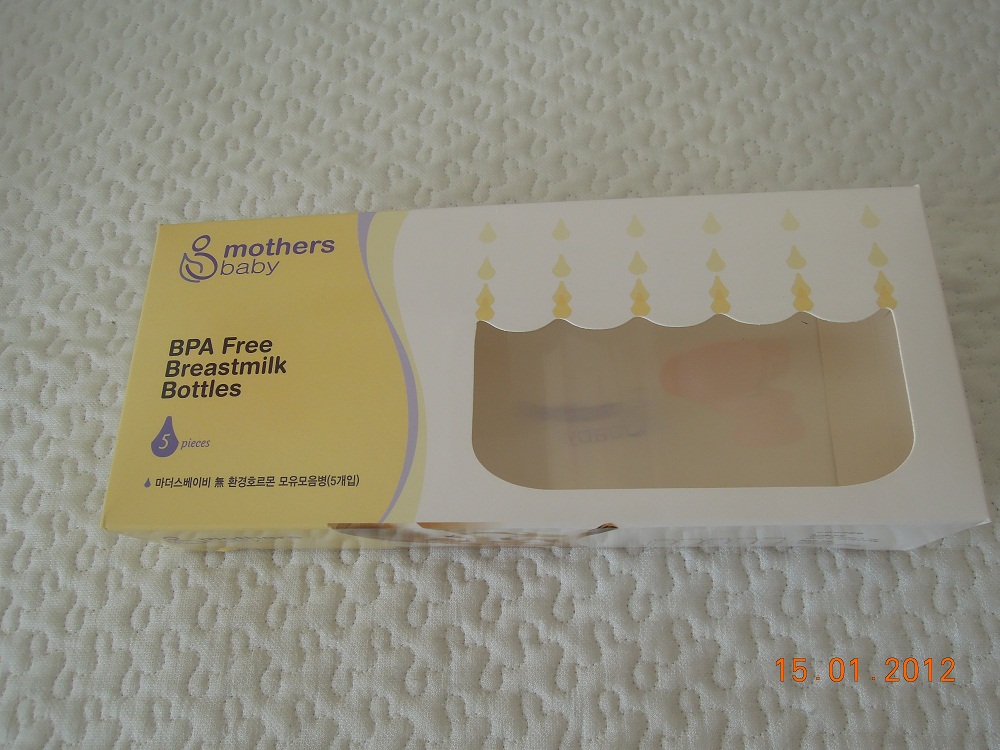 mothers
baby
BPA Free
Breastmilk
Bottles
5 pieces
마더스베이비 無 환경호르몬 모유모음병(5개입)
15.01.2012